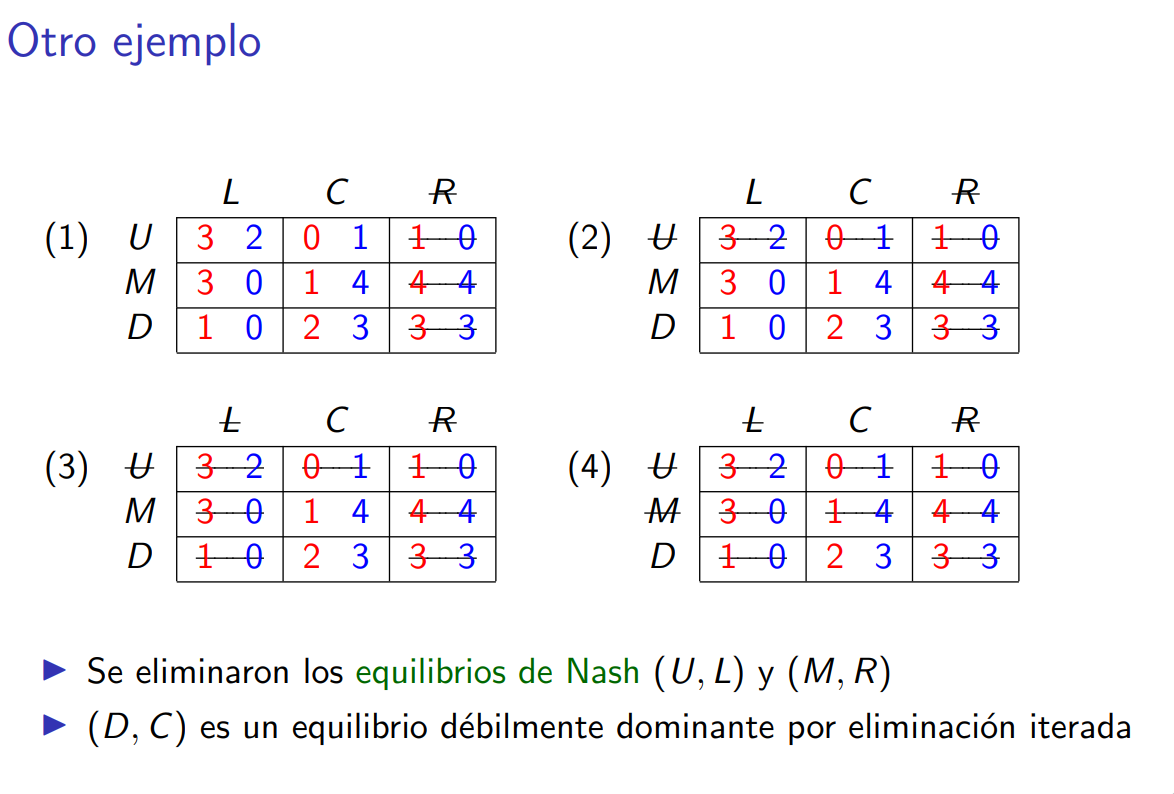 Otro ejemplo
L C R L C R
(1) U 3 2 0 1 1 0 (2) U 3 2 0 1 1 0
M 3 0 1 4 4 4 M 3 0 1 4 4 4
D 1 0 2 3 3 3 D 1 0 2 3 3 3
L C R L C R
(3) U 3 2 0 1 1 0 (4) U 3 2 0 1 1 0
M 3 0 1 4 4 4 M 3 0 1 4 4 4
D 1 0 2 3 3 3 D 1 0 2 3 3 3
▶ Se eliminaron los equilibrios de Nash (U, L) y (M, R)
▶ (D, C) es un equilibrio débilmente dominante por eliminación iterada